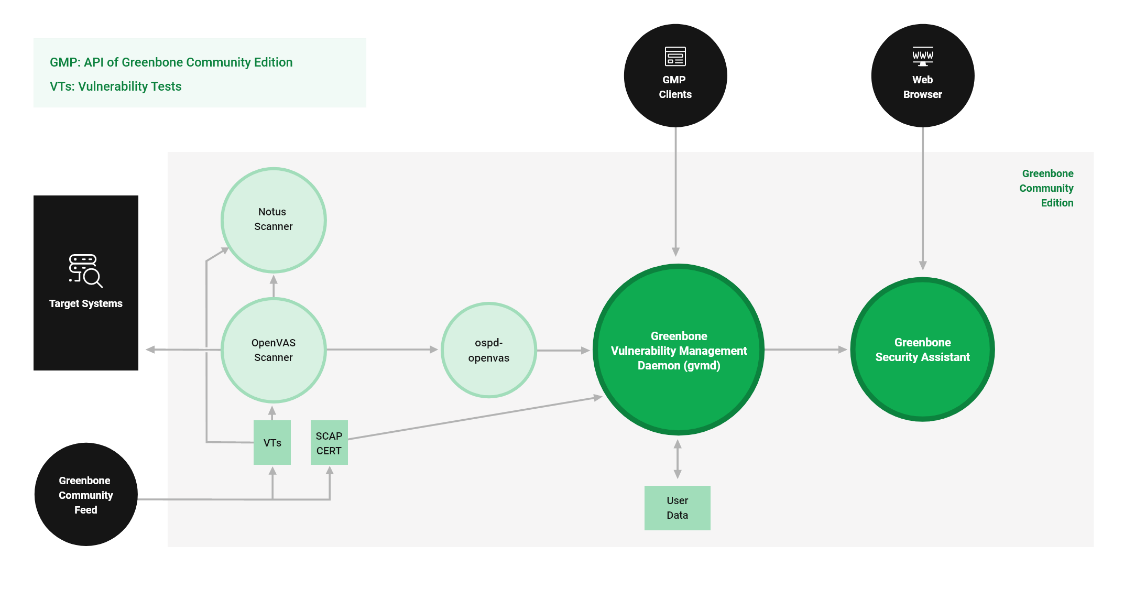 GMP: API of Greenbone Community Edition
VTs: Vulnerability Tests
GMP
Clients
WWW
Web
Browser
Greenbone
Community
Edition
Notus
Scanner
Target Systems
OpenVAS
Scanner
ospd-
openvas
Greenbone
Vulnerability Management
Daemon (gvmd)
Greenbone
Security Assistant
VTs
SCAP
CERT
Greenbone
Community
Feed
User
Data